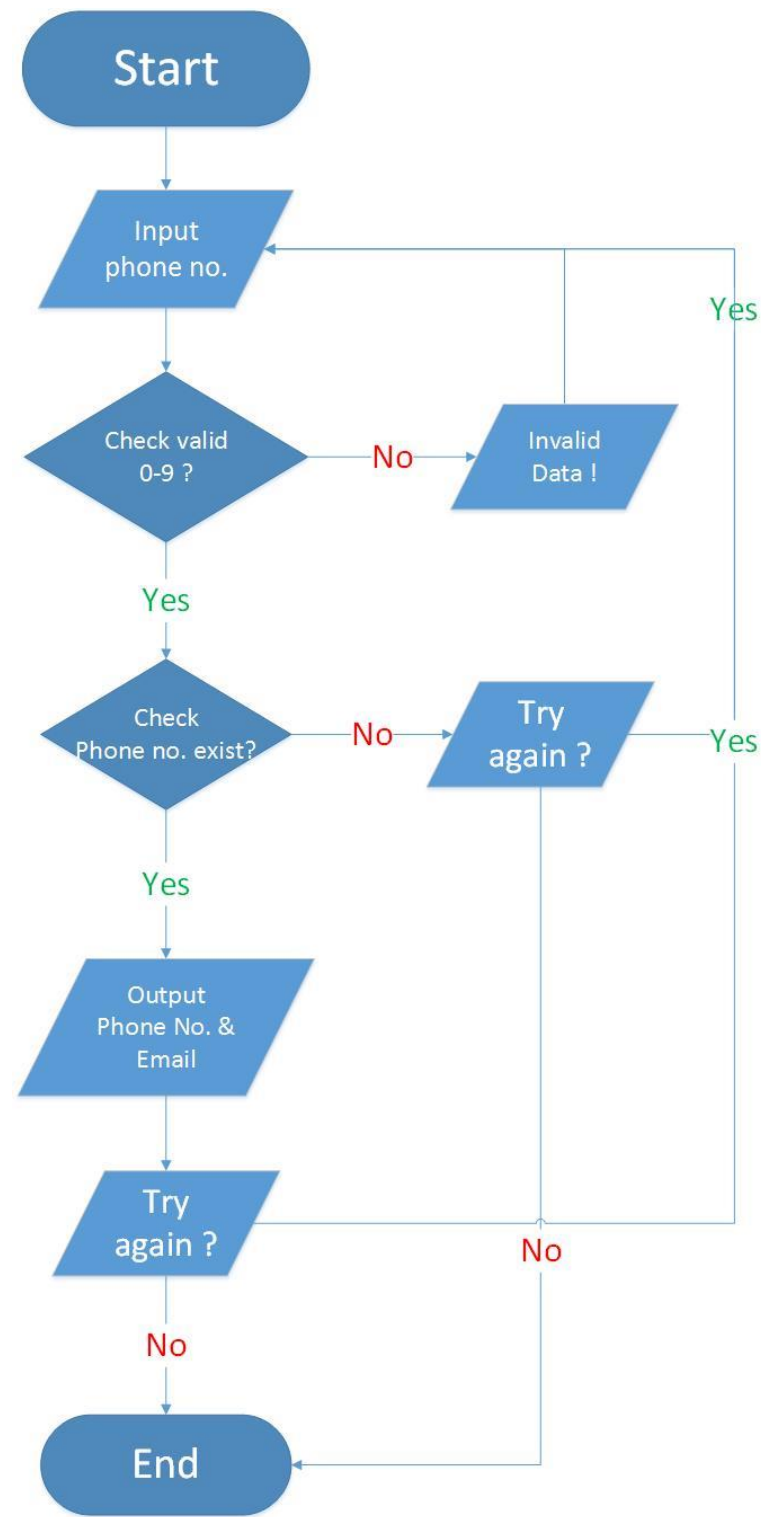 Start
Input
phone no.
Yes
Check valid
0-9 ?
No
Invalid
Data !
Yes
Check
Phone no. exist?
No
Try
again ?
Yes
Yes
Output
Phone No. &
Email
Try
again ?
No
No
End